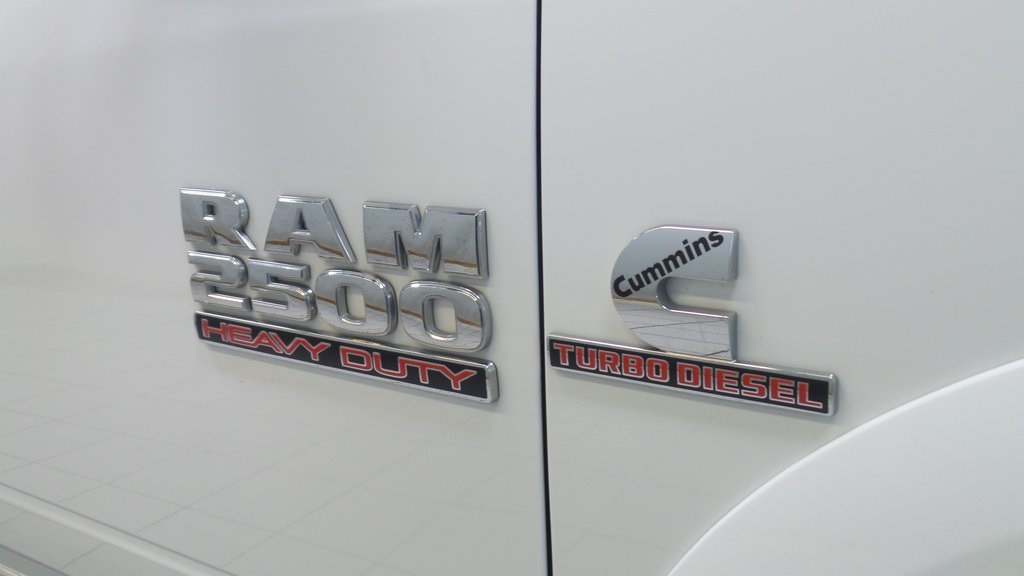 RAM
2500
HEAVY DUTY
Cummins
TURBO DIESEL